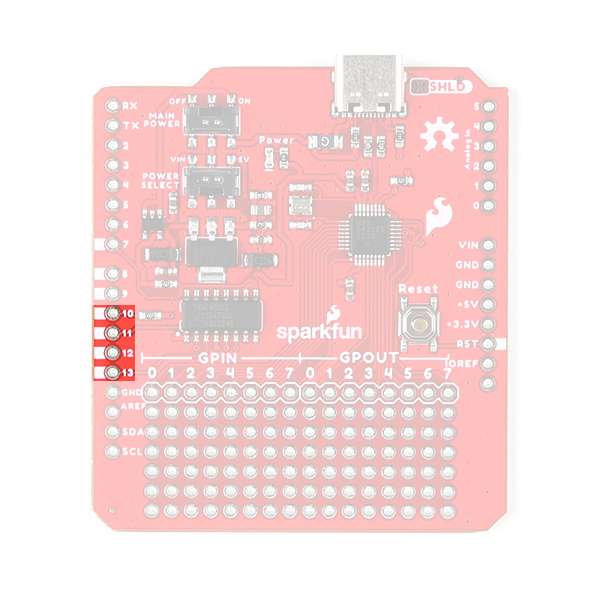 SHLD
RX
TX
2
3
4
5
6
7
9
10
11
12
13
GND
AREF
SDA
SCL
OFF ON
MAIN
POWER
VIN 5V
POWER
SELECT
Power
Analog In
5
4
3
2
1
0
VIN
GND
GND
+5V
+3.3V
RST
IOREF
Reset
sparkfun
GPIN GPOUT
0 1 2 3 4 5 6 7 0 1 2 3 4 5 6 7